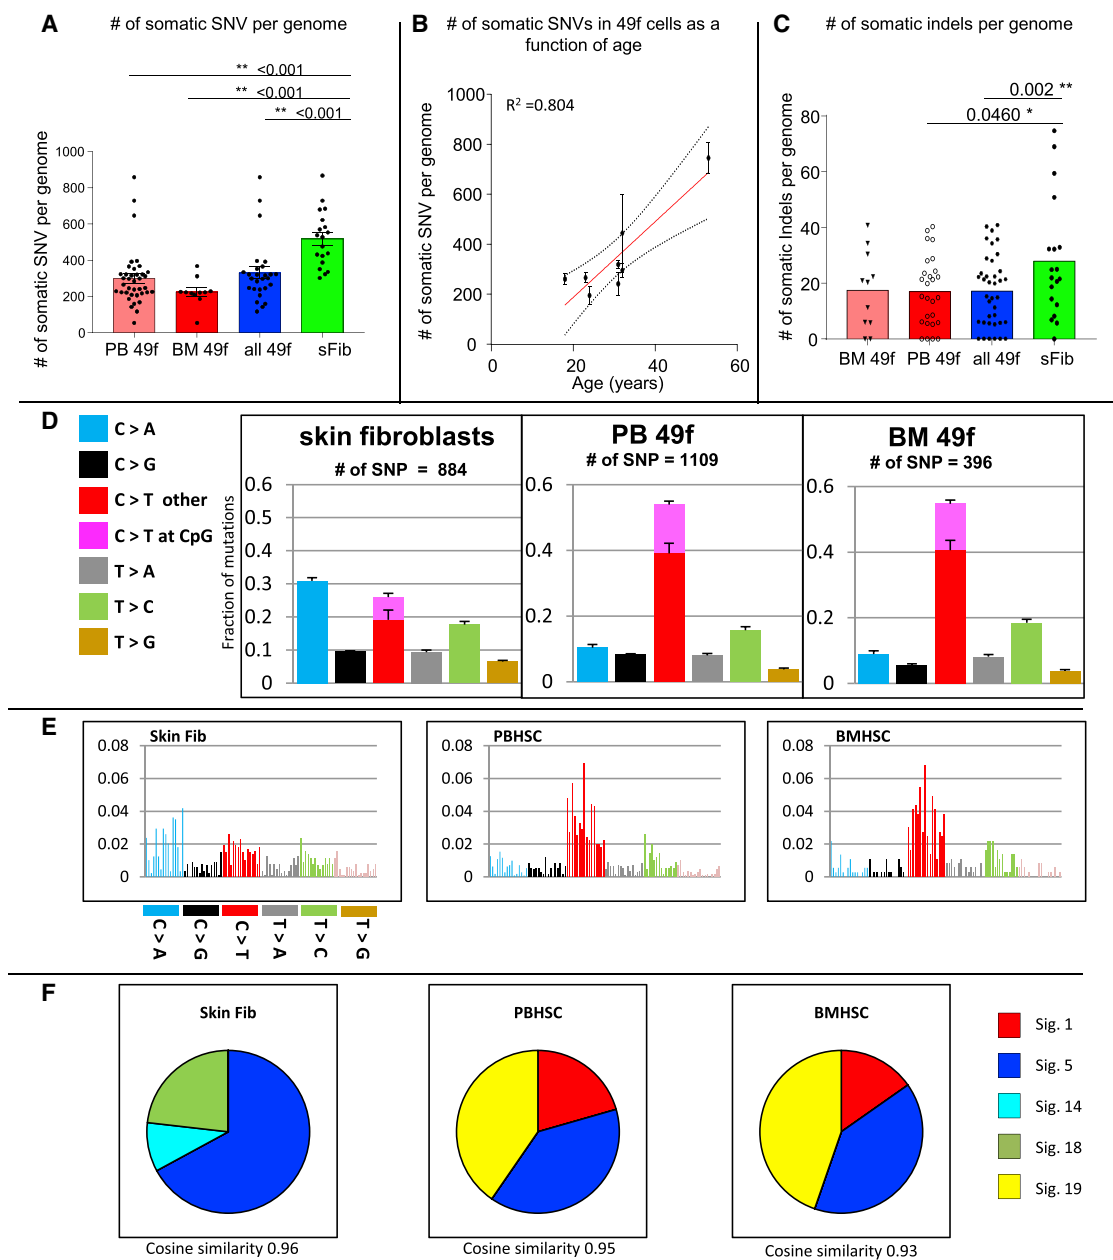 A
# of somatic SNV per genome
** <0.001
** <0.001
** <0.001
# of somatic SNV per genome
1000
800
600
400
200
0
PB 49f
BM 49f
all 49f
sFib
B
# of somatic SNVs in 49f cells as a
function of age
R2 =0.804
# of somatic SNV per genome
1000
800
600
400
200
0
20
40
60
Age (years)
C
# of somatic indels per genome
0.002 **
0.0460 *
# of somatic Indels per genome
80
60
40
20
0
BM 49f
PB 49f
all 49f
sFib
D
C > A
C > G
C > T other
C > T at CpG
T > A
T > C
T > G
skin fibroblasts
# of SNP = 884
Fraction of mutations
0.6
0.5
0.4
0.3
0.2
0.1
0
PB 49f
# of SNP = 1109
0.6
0.4
0.2
0
BM 49f
# of SNP = 396
0.6
0.4
0.2
0
E
Skin Fib
0.08
0.06
0.04
0.02
0
C > A
C > G
C > T
T > A
T > C
T > G
PBHSC
0.08
0.06
0.04
0.02
0
BMHSC
0.08
0.06
0.04
0.02
0
F
Skin Fib
Cosine similarity 0.96
PBHSC
Cosine similarity 0.95
BMHSC
Cosine similarity 0.93
Sig. 1
Sig. 5
Sig. 14
Sig. 18
Sig. 19